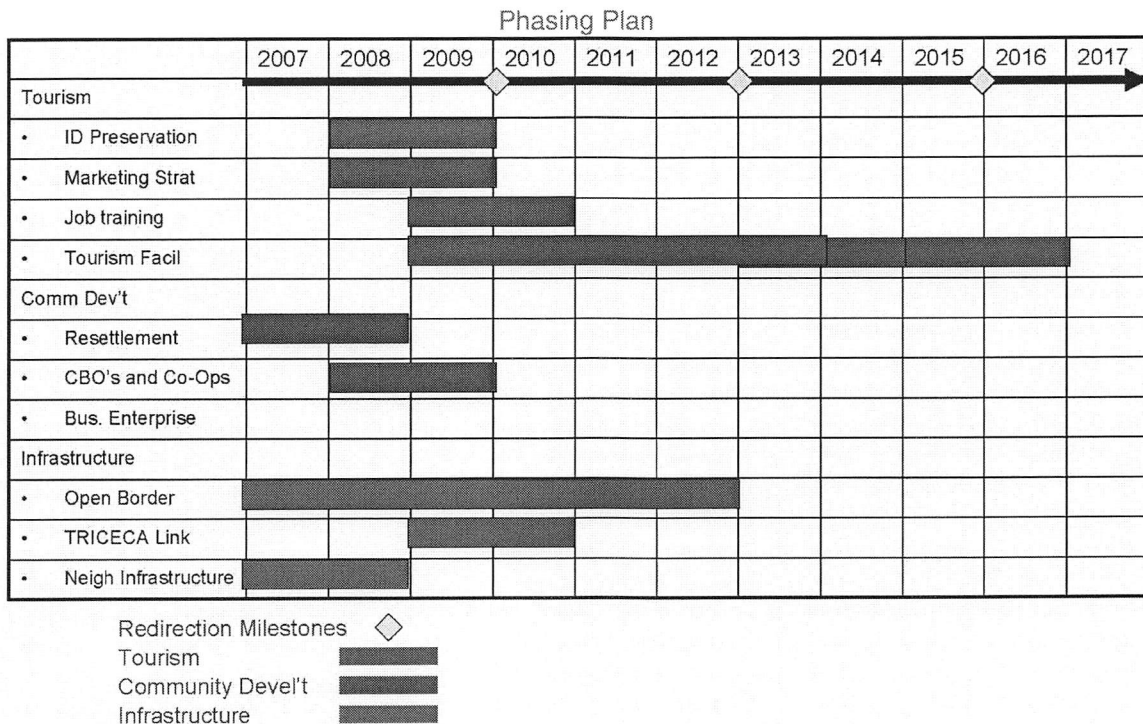 Phasing Plan
2007 2008 2009 2010 2011 2012 2013 2014 2015 2016 2017
Tourism
• ID Preservation
• Marketing Strat
• Job training
• Tourism Facil
Comm Dev't
• Resettlement
• CBO's and Co-Ops
• Bus. Enterprise
Infrastructure
• Open Border
• TRICECA Link
• Neigh Infrastructure
Redirection Milestones
Tourism
Community Devel't
Infrastructure